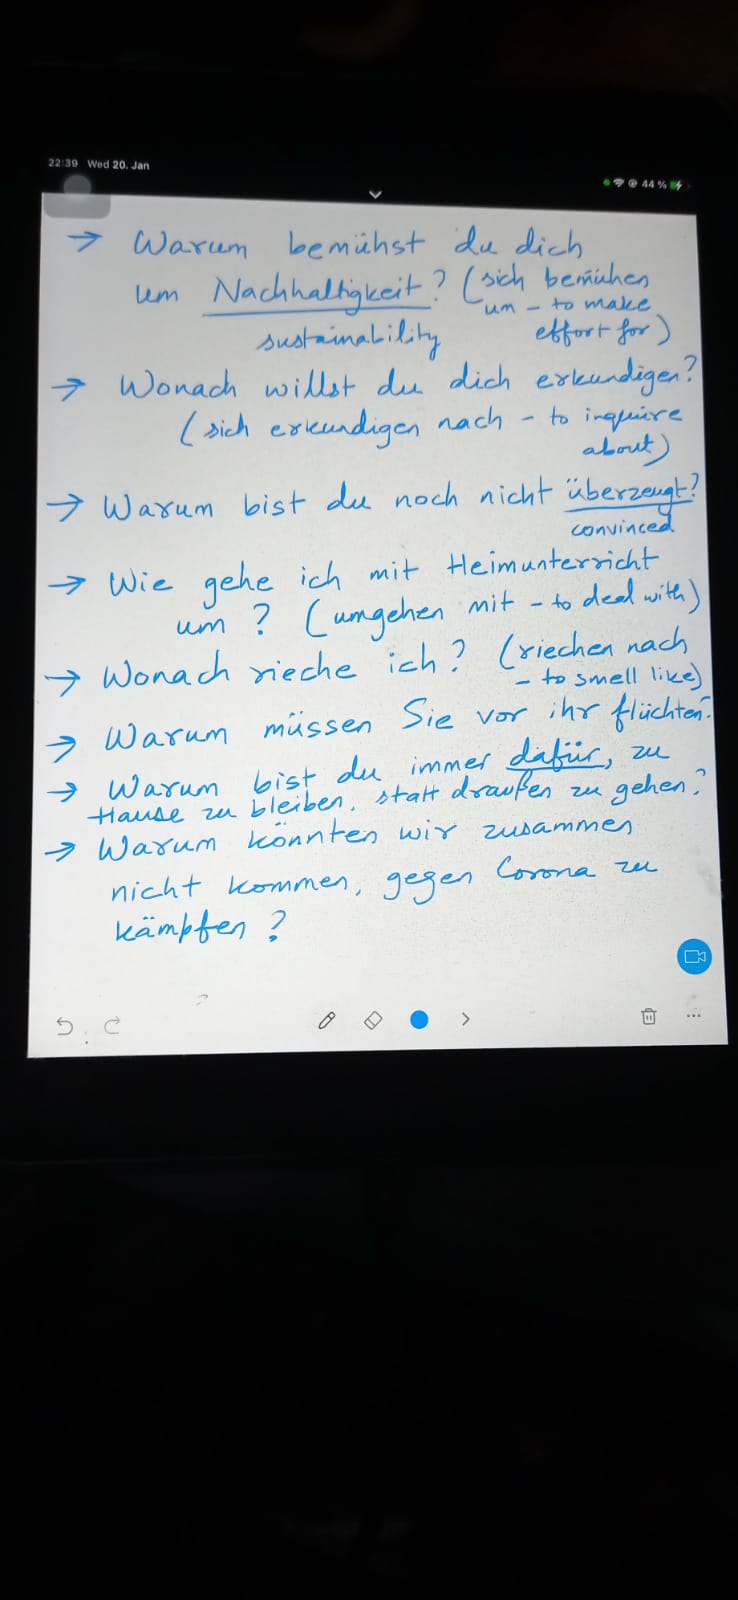 22:39 Wed 20. Jan
44 %
→ Warum bemühst du dich
um Nachhaltigkeit? (sich bemühen
um - to make
sustainability effort for)
→ Wonach willst du dich erkundigen?
(sich erkundigen nach - to inquire
about)
→ Warum bist du noch nicht überzeugt?
convinced
→ Wie gehe ich mit Heimunterricht
um? (umgehen mit - to deal with)
→ Wonach rieche ich? (riechen nach
- to smell like)
→ Warum müssen Sie vor ihr flüchten?
→ Warum bist du immer dafür, zu
Hause zu bleiben, statt draußen zu gehen?
→ Warum könnten wir zusammen
nicht kommen, gegen Corona zu
kämpfen?